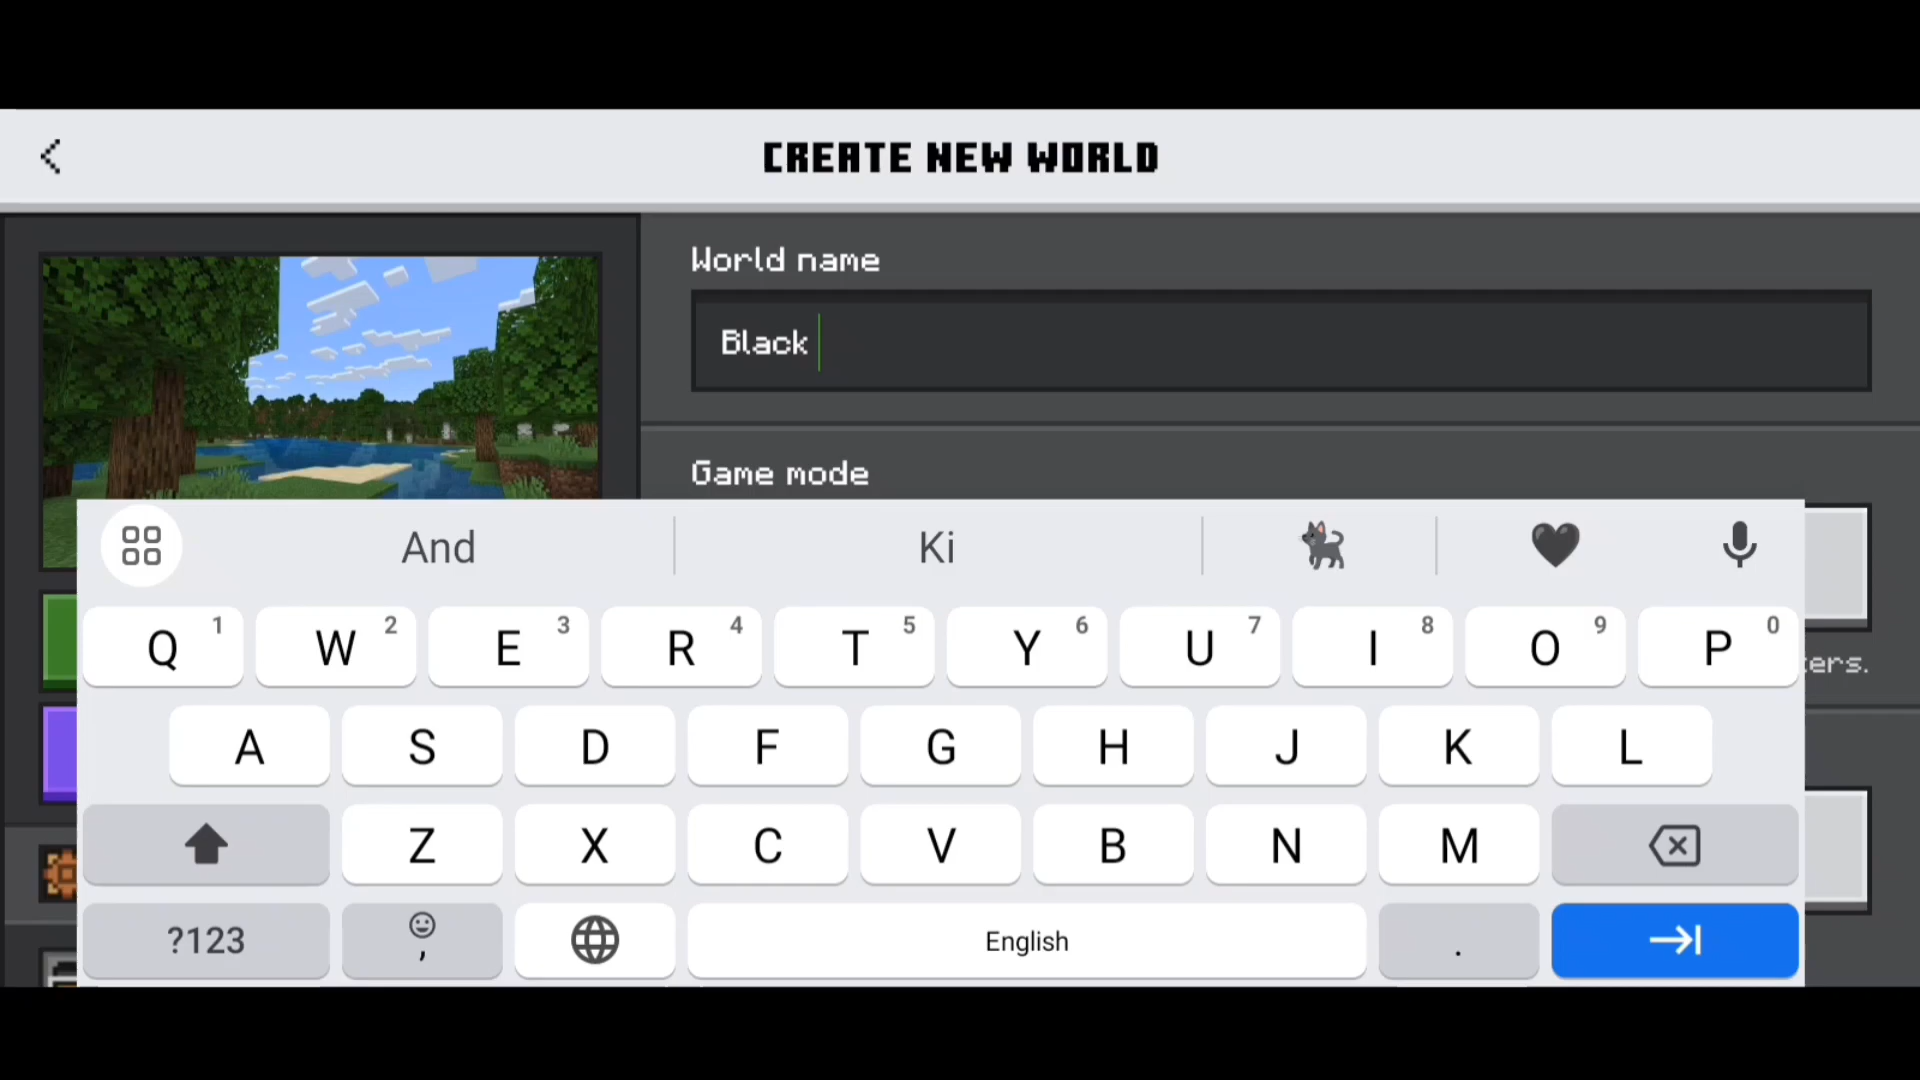 CREATE NEW WORLD
World name
Black
Game mode
And Ki
ters.
Q 1 W 2 E 3 R 4 T 5 Y 6 U 7 I 8 O 9 P 0
A S D F G H J K L
Z X C V B N M
?123 , English .